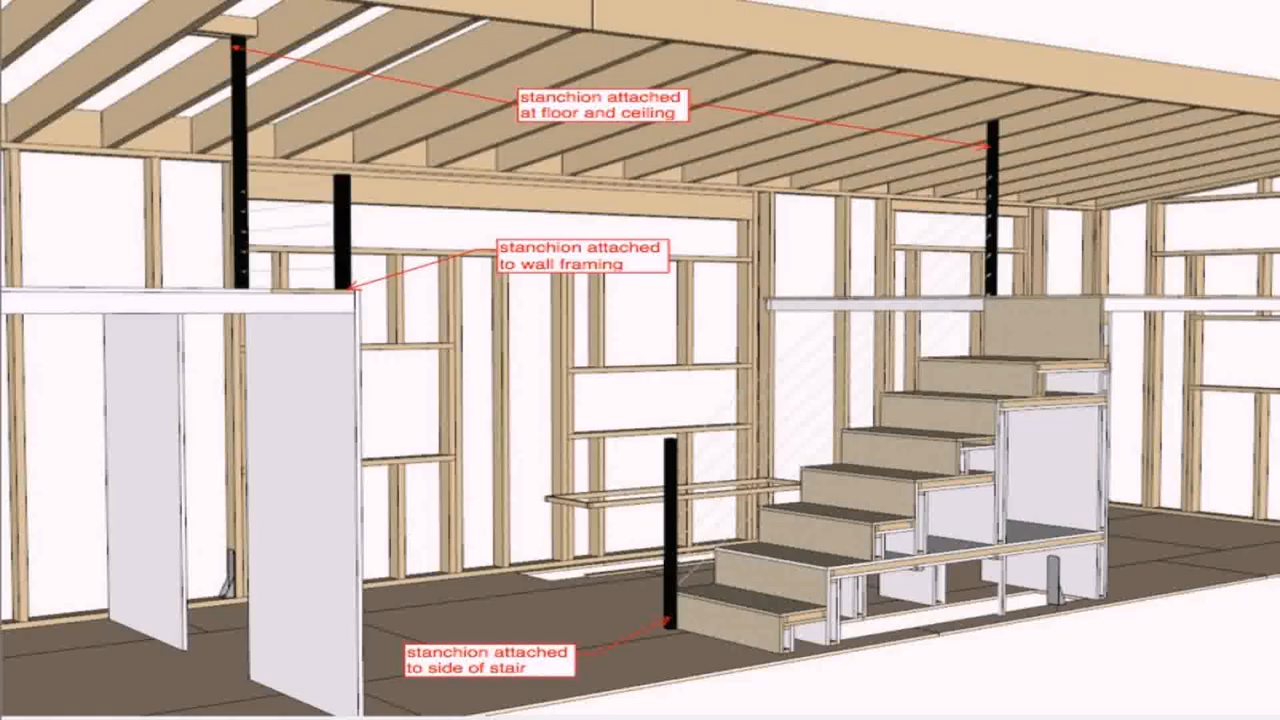 stanchion attached
at floor and ceiling
stanchion attached
to wall framing
stanchion attached
to side of stair